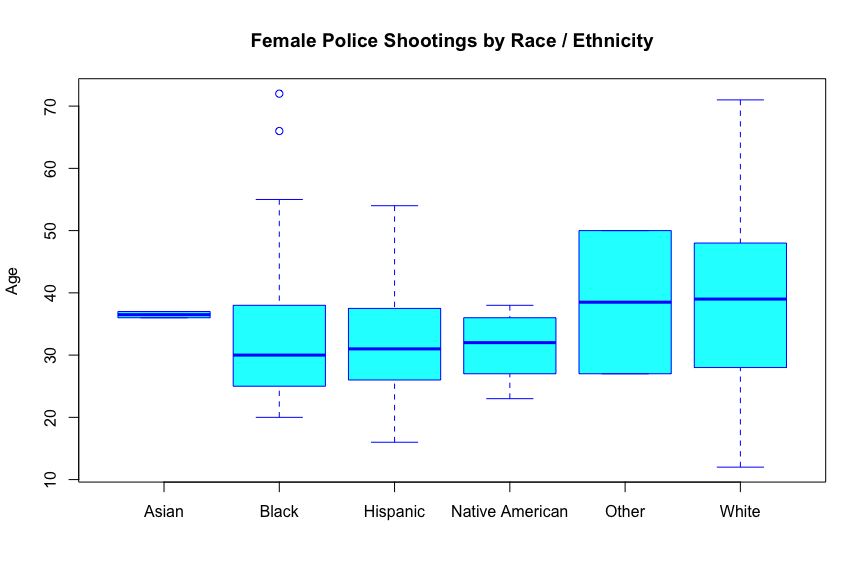 Female Police Shootings by Race / Ethnicity
Age
70
60
50
40
30
20
10
Asian Black Hispanic Native American Other White